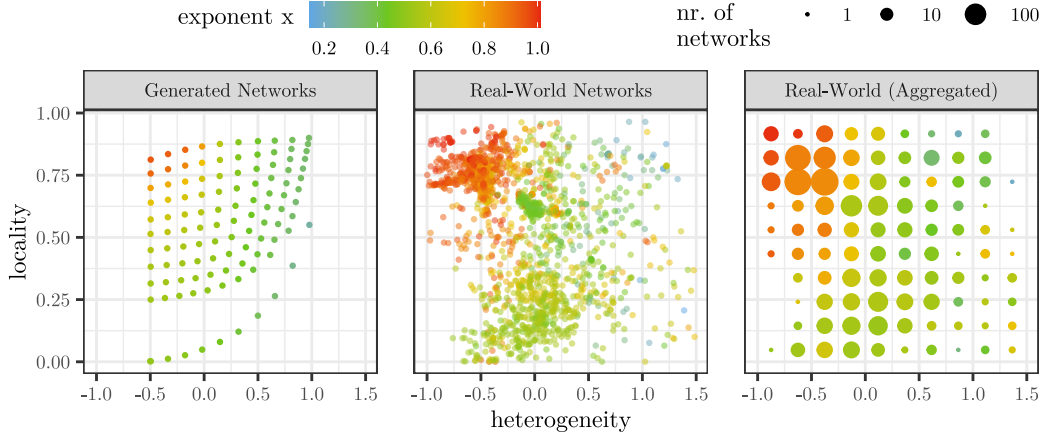 exponent x
0.2 0.4 0.6 0.8 1.0
nr. of
networks
1 10 100
Generated Networks
Real-World Networks
Real-World (Aggregated)
locality
1.00
0.75
0.50
0.25
0.00
-1.0 -0.5 0.0 0.5 1.0 1.5
-1.0 -0.5 0.0 0.5 1.0 1.5
-1.0 -0.5 0.0 0.5 1.0 1.5
heterogeneity